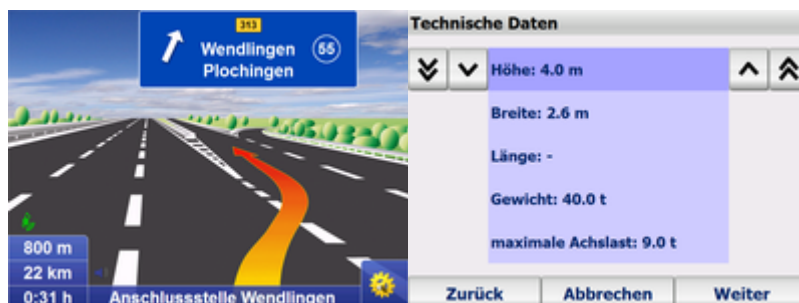 313
Wendlingen
55
Plochingen
800 m
22 km
0:31 h
Anschlussstelle Wendlingen
Technische Daten
Höhe: 4.0 m
Breite: 2.6 m
Länge: -
Gewicht: 40.0 t
maximale Achslast: 9.0 t
Zurück
Abbrechen
Weiter